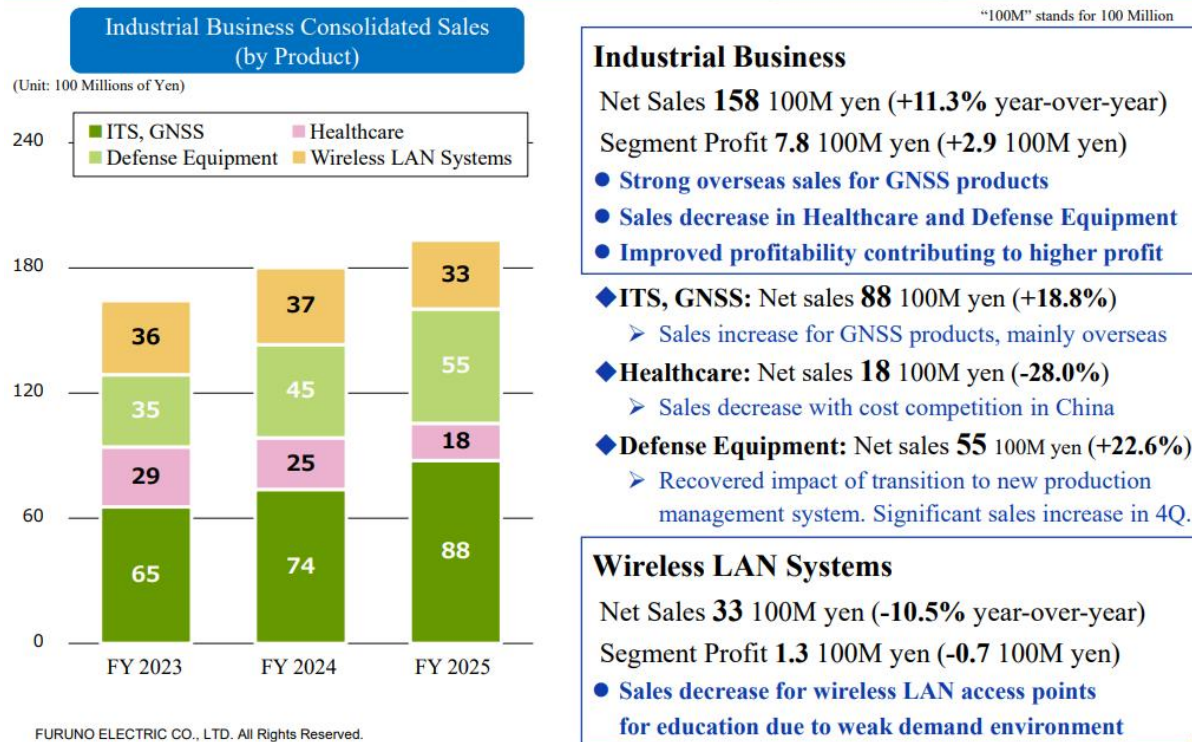 Industrial Business Consolidated Sales
(by Product)
(Unit: 100 Millions of Yen)
ITS, GNSS
Healthcare
Defense Equipment
Wireless LAN Systems
240
180
120
60
0
36
35
29
65
37
45
25
74
33
55
18
88
FY 2023
FY 2024
FY 2025
FURUNO ELECTRIC CO., LTD. All Rights Reserved.
“100M” stands for 100 Million
Industrial Business
Net Sales 158 100M yen (+11.3% year-over-year)
Segment Profit 7.8 100M yen (+2.9 100M yen)
● Strong overseas sales for GNSS products
● Sales decrease in Healthcare and Defense Equipment
● Improved profitability contributing to higher profit
◆ITS, GNSS: Net sales 88 100M yen (+18.8%)
➢ Sales increase for GNSS products, mainly overseas
◆Healthcare: Net sales 18 100M yen (-28.0%)
➢ Sales decrease with cost competition in China
◆Defense Equipment: Net sales 55 100M yen (+22.6%)
➢ Recovered impact of transition to new production
management system. Significant sales increase in 4Q.
Wireless LAN Systems
Net Sales 33 100M yen (-10.5% year-over-year)
Segment Profit 1.3 100M yen (-0.7 100M yen)
● Sales decrease for wireless LAN access points
for education due to weak demand environment